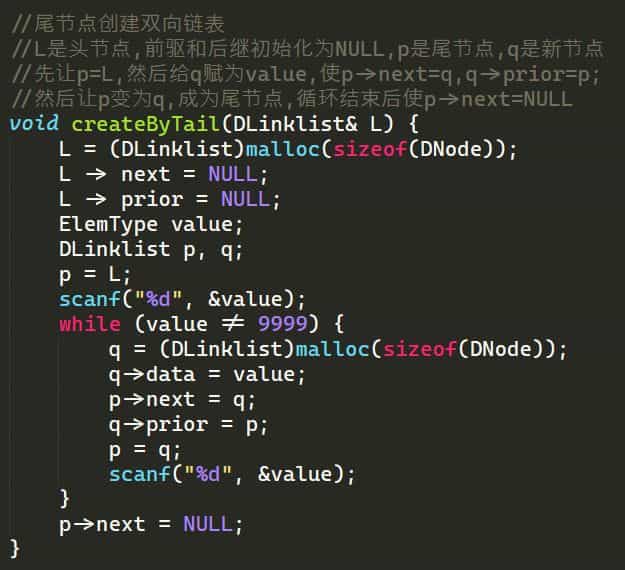 //尾节点创建双向链表
//L是头节点,前驱和后继初始化为NULL,p是尾节点,q是新节点
//先让p=L,然后给q赋为value,使p->next=q,q->prior=p;
//然后让p变为q,成为尾节点,循环结束后使p->next=NULL
void createByTail(DLinklist& L) {
    L = (DLinklist)malloc(sizeof(DNode));
    L -> next = NULL;
    L -> prior = NULL;
    ElemType value;
    DLinklist p, q;
    p = L;
    scanf("%d", &value);
    while (value != 9999) {
        q = (DLinklist)malloc(sizeof(DNode));
        q->data = value;
        p->next = q;
        q->prior = p;
        p = q;
        scanf("%d", &value);
    }
    p->next = NULL;
}